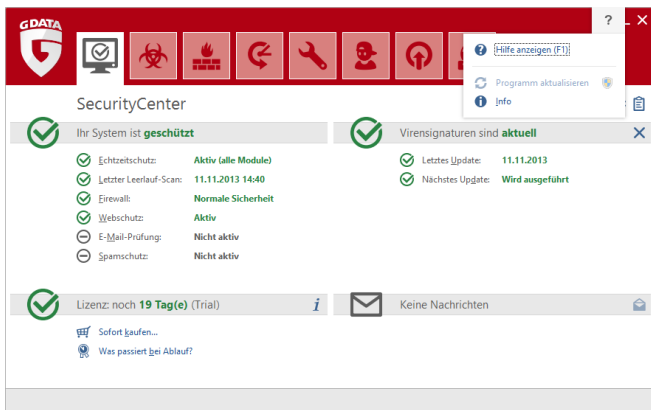 GDATA
?
Hilfe anzeigen (F1)
Programm aktualisieren
Info
SecurityCenter
Ihr System ist geschützt
Echtzeitschutz: Aktiv (alle Module)
Letzter Leerlauf-Scan: 11.11.2013 14:40
Firewall: Normale Sicherheit
Webschutz: Aktiv
E-Mail-Prüfung: Nicht aktiv
Spamschutz: Nicht aktiv
Virensignaturen sind aktuell
Letztes Update: 11.11.2013
Nächstes Update: Wird ausgeführt
Lizenz: noch 19 Tag(e) (Trial)
Sofort kaufen...
Was passiert bei Ablauf?
Keine Nachrichten